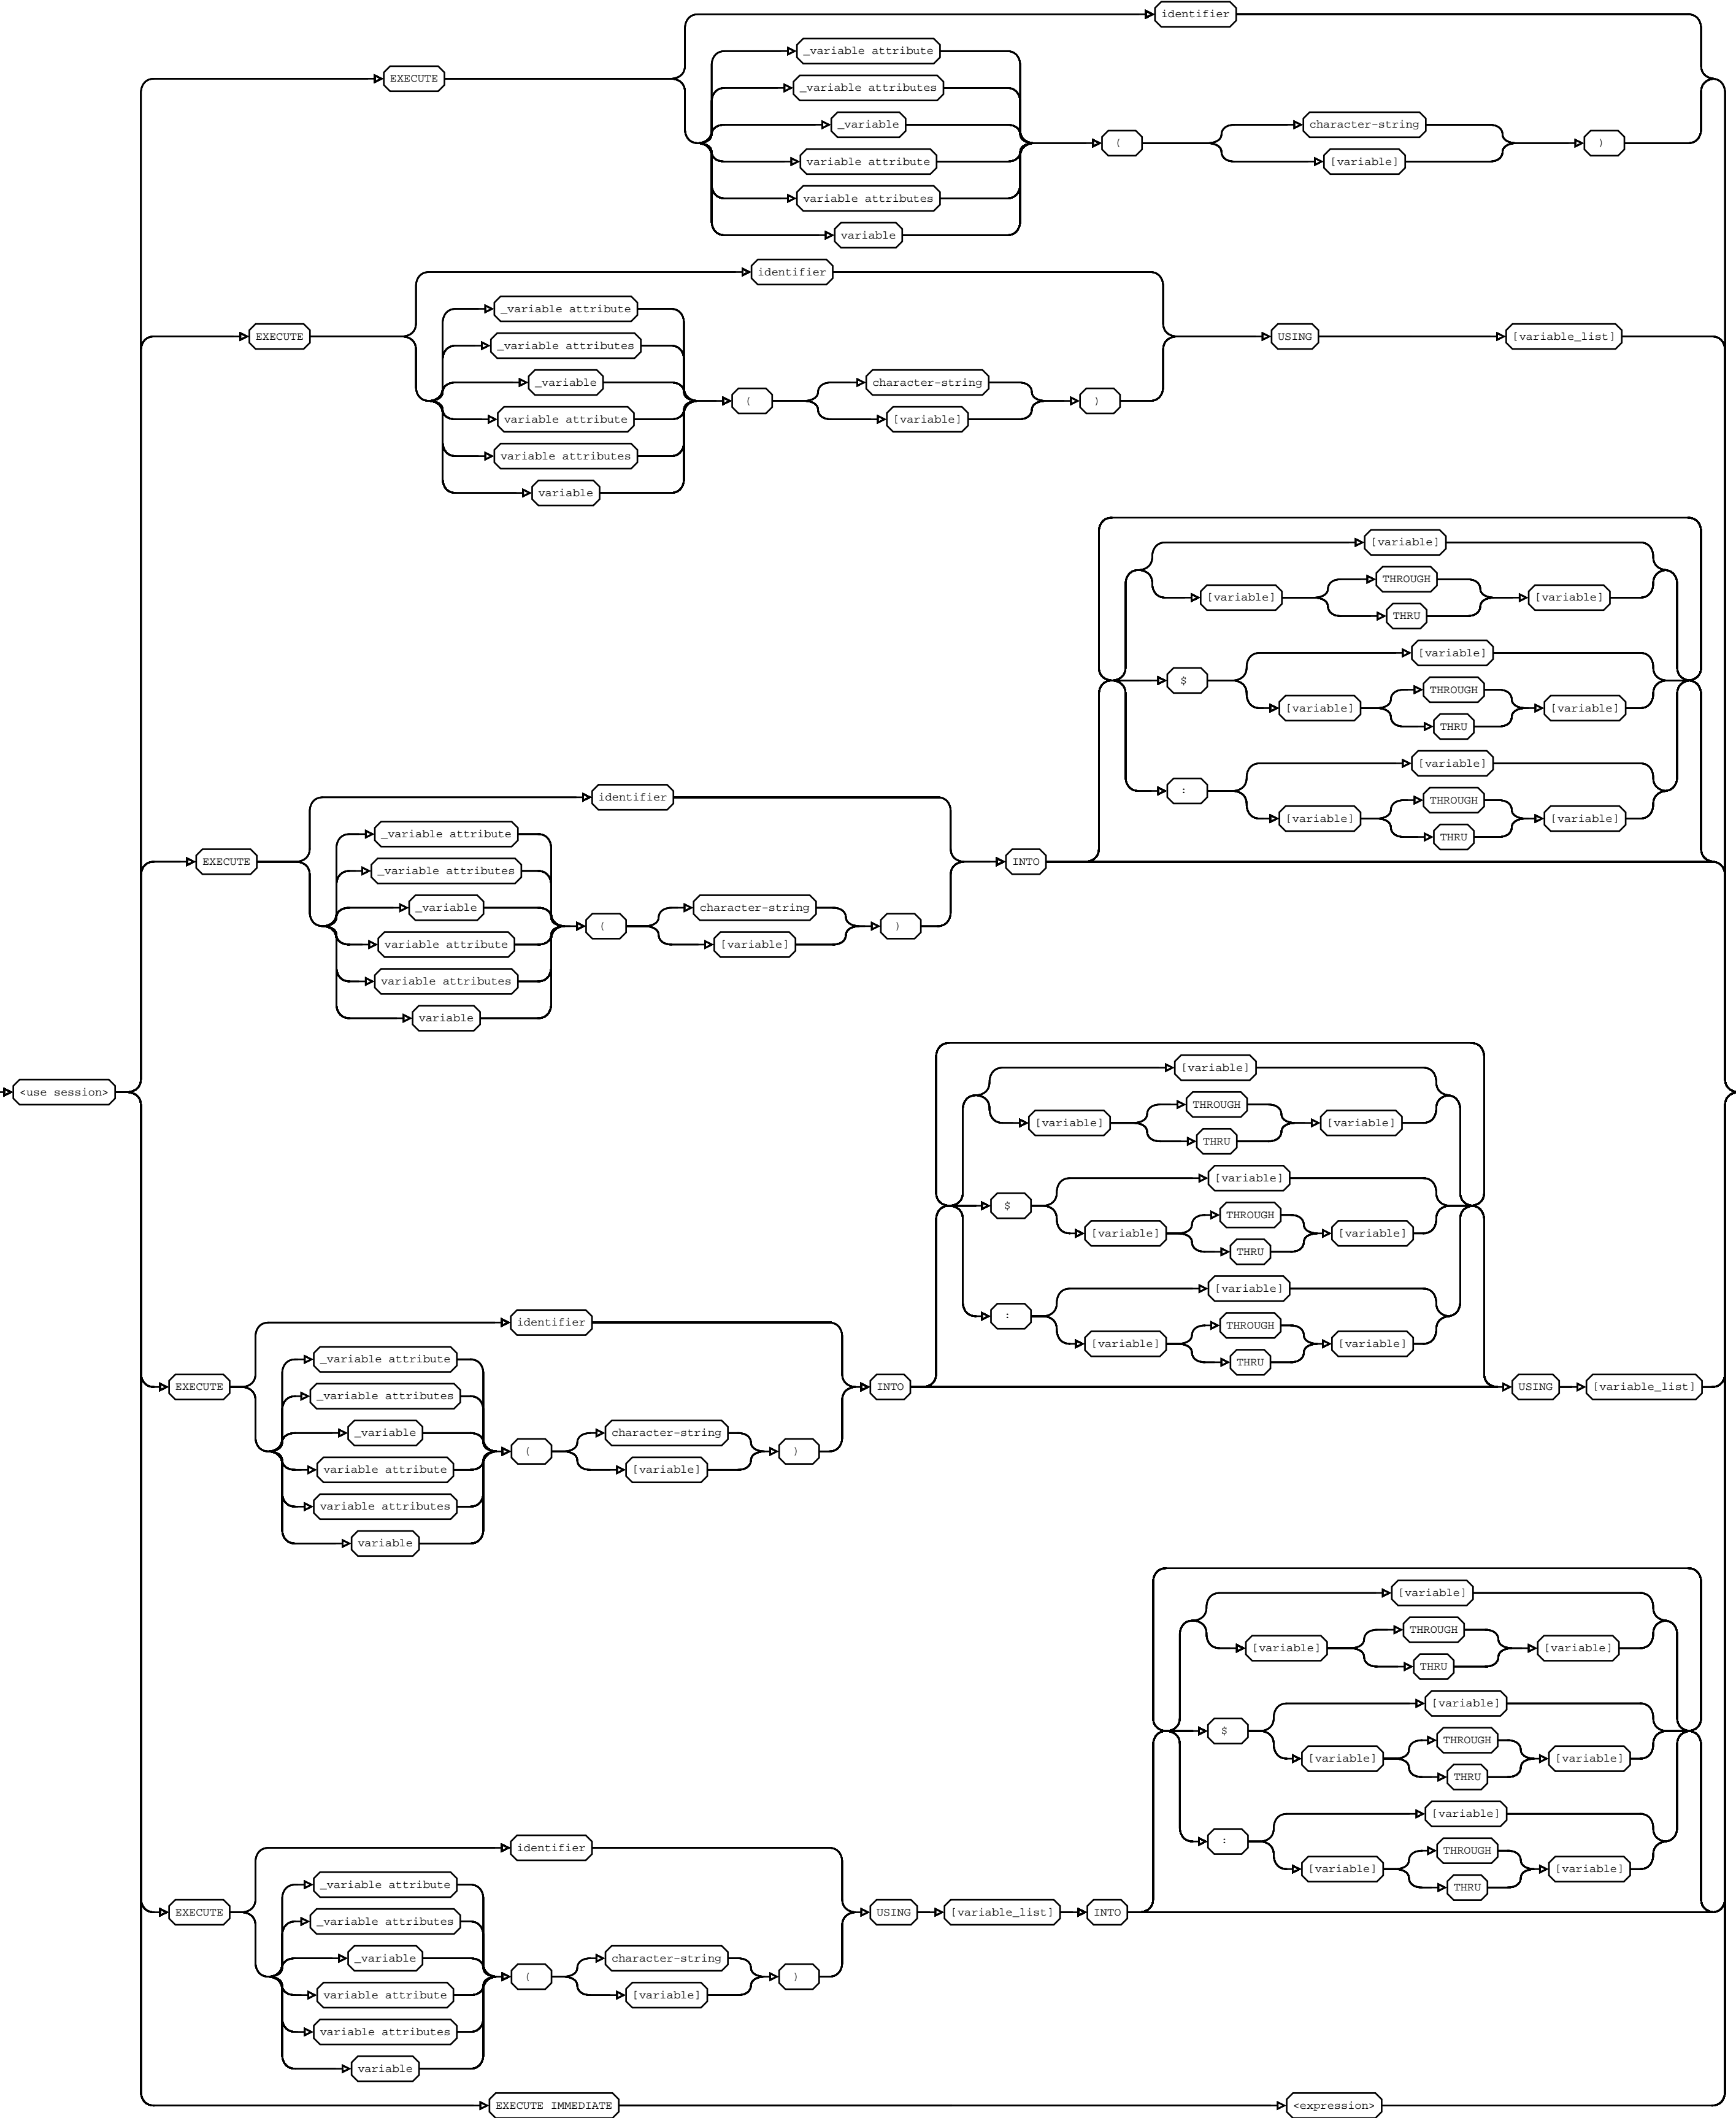 identifier
_variable attribute
EXECUTE
_variable attributes
_variable
character-string
( )
variable attribute
[variable]
variable attributes
variable
identifier
_variable attribute
EXECUTE USING [variable_list]
_variable attributes
_variable
character-string
( )
variable attribute
[variable]
variable attributes
variable
[variable]
THROUGH
[variable] [variable]
THRU
[variable]
$
THROUGH
[variable] [variable]
THRU
[variable]
:
THROUGH
[variable] [variable]
THRU
identifier
_variable attribute
EXECUTE INTO
_variable attributes
_variable
character-string
( )
variable attribute
[variable]
variable attributes
variable
<use session>
[variable]
THROUGH
[variable] [variable]
THRU
[variable]
$
THROUGH
[variable] [variable]
THRU
[variable]
:
THROUGH
[variable] [variable]
THRU
identifier
_variable attribute
EXECUTE INTO USING [variable_list]
_variable attributes
_variable
character-string
( )
variable attribute
[variable]
variable attributes
variable
[variable]
THROUGH
[variable] [variable]
THRU
[variable]
$
THROUGH
[variable] [variable]
THRU
[variable]
:
THROUGH
[variable] [variable]
THRU
identifier
_variable attribute
EXECUTE USING [variable_list] INTO
_variable attributes
_variable
character-string
( )
variable attribute
[variable]
variable attributes
variable
EXECUTE IMMEDIATE <expression>